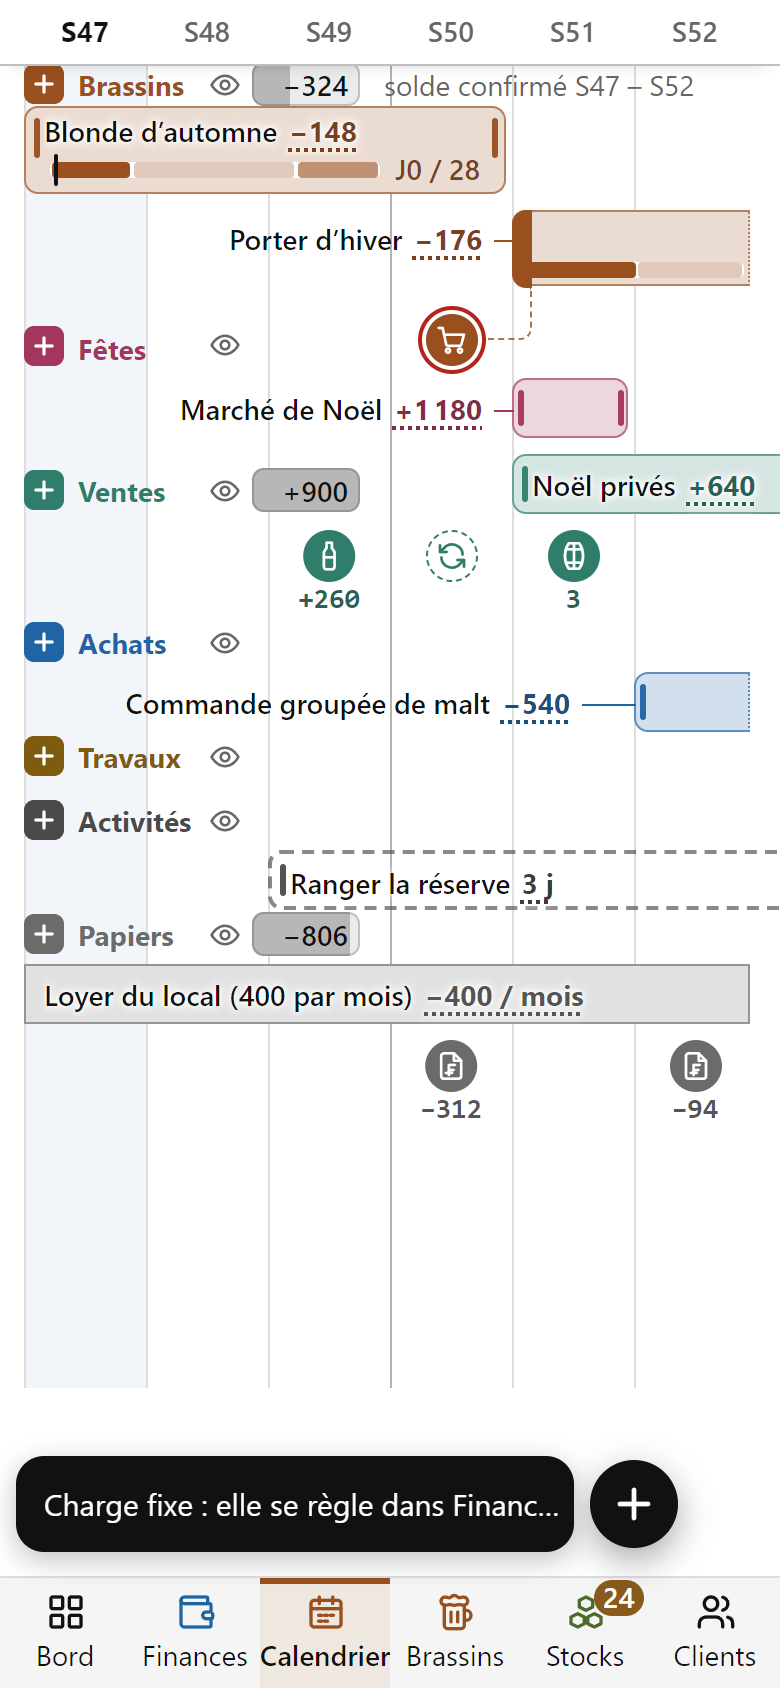 S47 S48 S49 S50 S51 S52
Brassins −324 solde confirmé S47 – S52
Blonde d’automne −148
J0 / 28
Porter d’hiver −176
Fêtes
Marché de Noël +1 180
Ventes +900
Noël privés +640
+260 3
Achats
Commande groupée de malt −540
Travaux
Activités
Ranger la réserve 3 j
Papiers −806
Loyer du local (400 par mois) −400 / mois
−312 −94
Charge fixe : elle se règle dans Financ…
24
Bord Finances Calendrier Brassins Stocks Clients